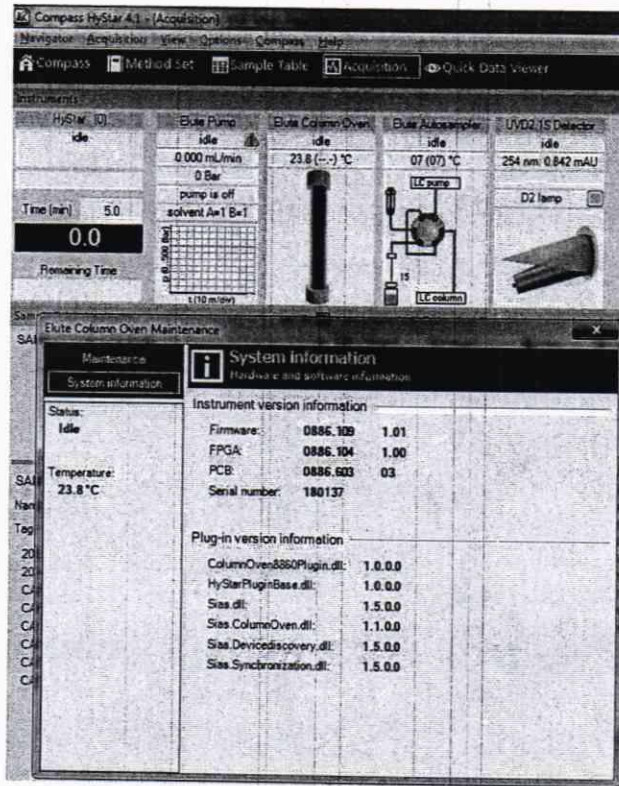 Compass HyStar 4.1 - [Acquisition]
Navigator Acquisition View Options Compass Help
Compass Method Set Sample Table Acquisition Quick Data Viewer
Instruments
HyStar (0) Elute Pump Elute Column Oven Elute Autosampler UVD2.1S Detector
idle idle idle idle idle
0.000 mL/min 23.8 (--.-) °C 07 (07) °C 254 nm: 0.842 mAU
0 Bar LC pump
pump is off D2 lamp
Time [min] 5.0 solvent A=1 B=1
0.0 p (0..500 Bar)
Remaining Time IS
t (10 m/div) LC column
Elute Column Oven Maintenance x
Maintenance System information
System information Hardware and software information
Status: Instrument version information
Idle Firmware: 0886.109 1.01
FPGA: 0886.104 1.00
Temperature: PCB: 0886.603 03
23.8°C Serial number: 180137
Plug-in version information
ColumnOven8860Plugin.dll: 1.0.0.0
HyStarPluginBase.dll: 1.0.0.0
Sias.dll: 1.5.0.0
Sias.ColumnOven.dll: 1.1.0.0
Sias.Devicediscovery.dll: 1.5.0.0
Sias.Synchronization.dll: 1.5.0.0